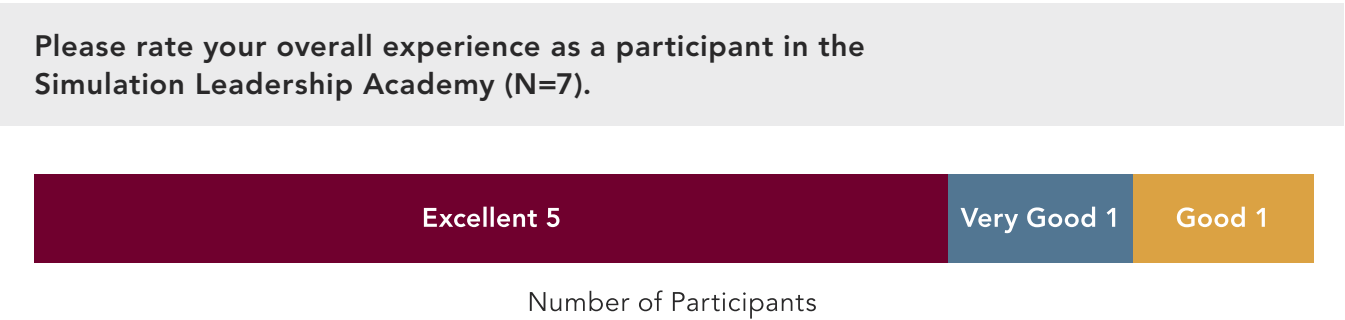 Please rate your overall experience as a participant in the
Simulation Leadership Academy (N=7).
Excellent 5
Very Good 1
Good 1
Number of Participants